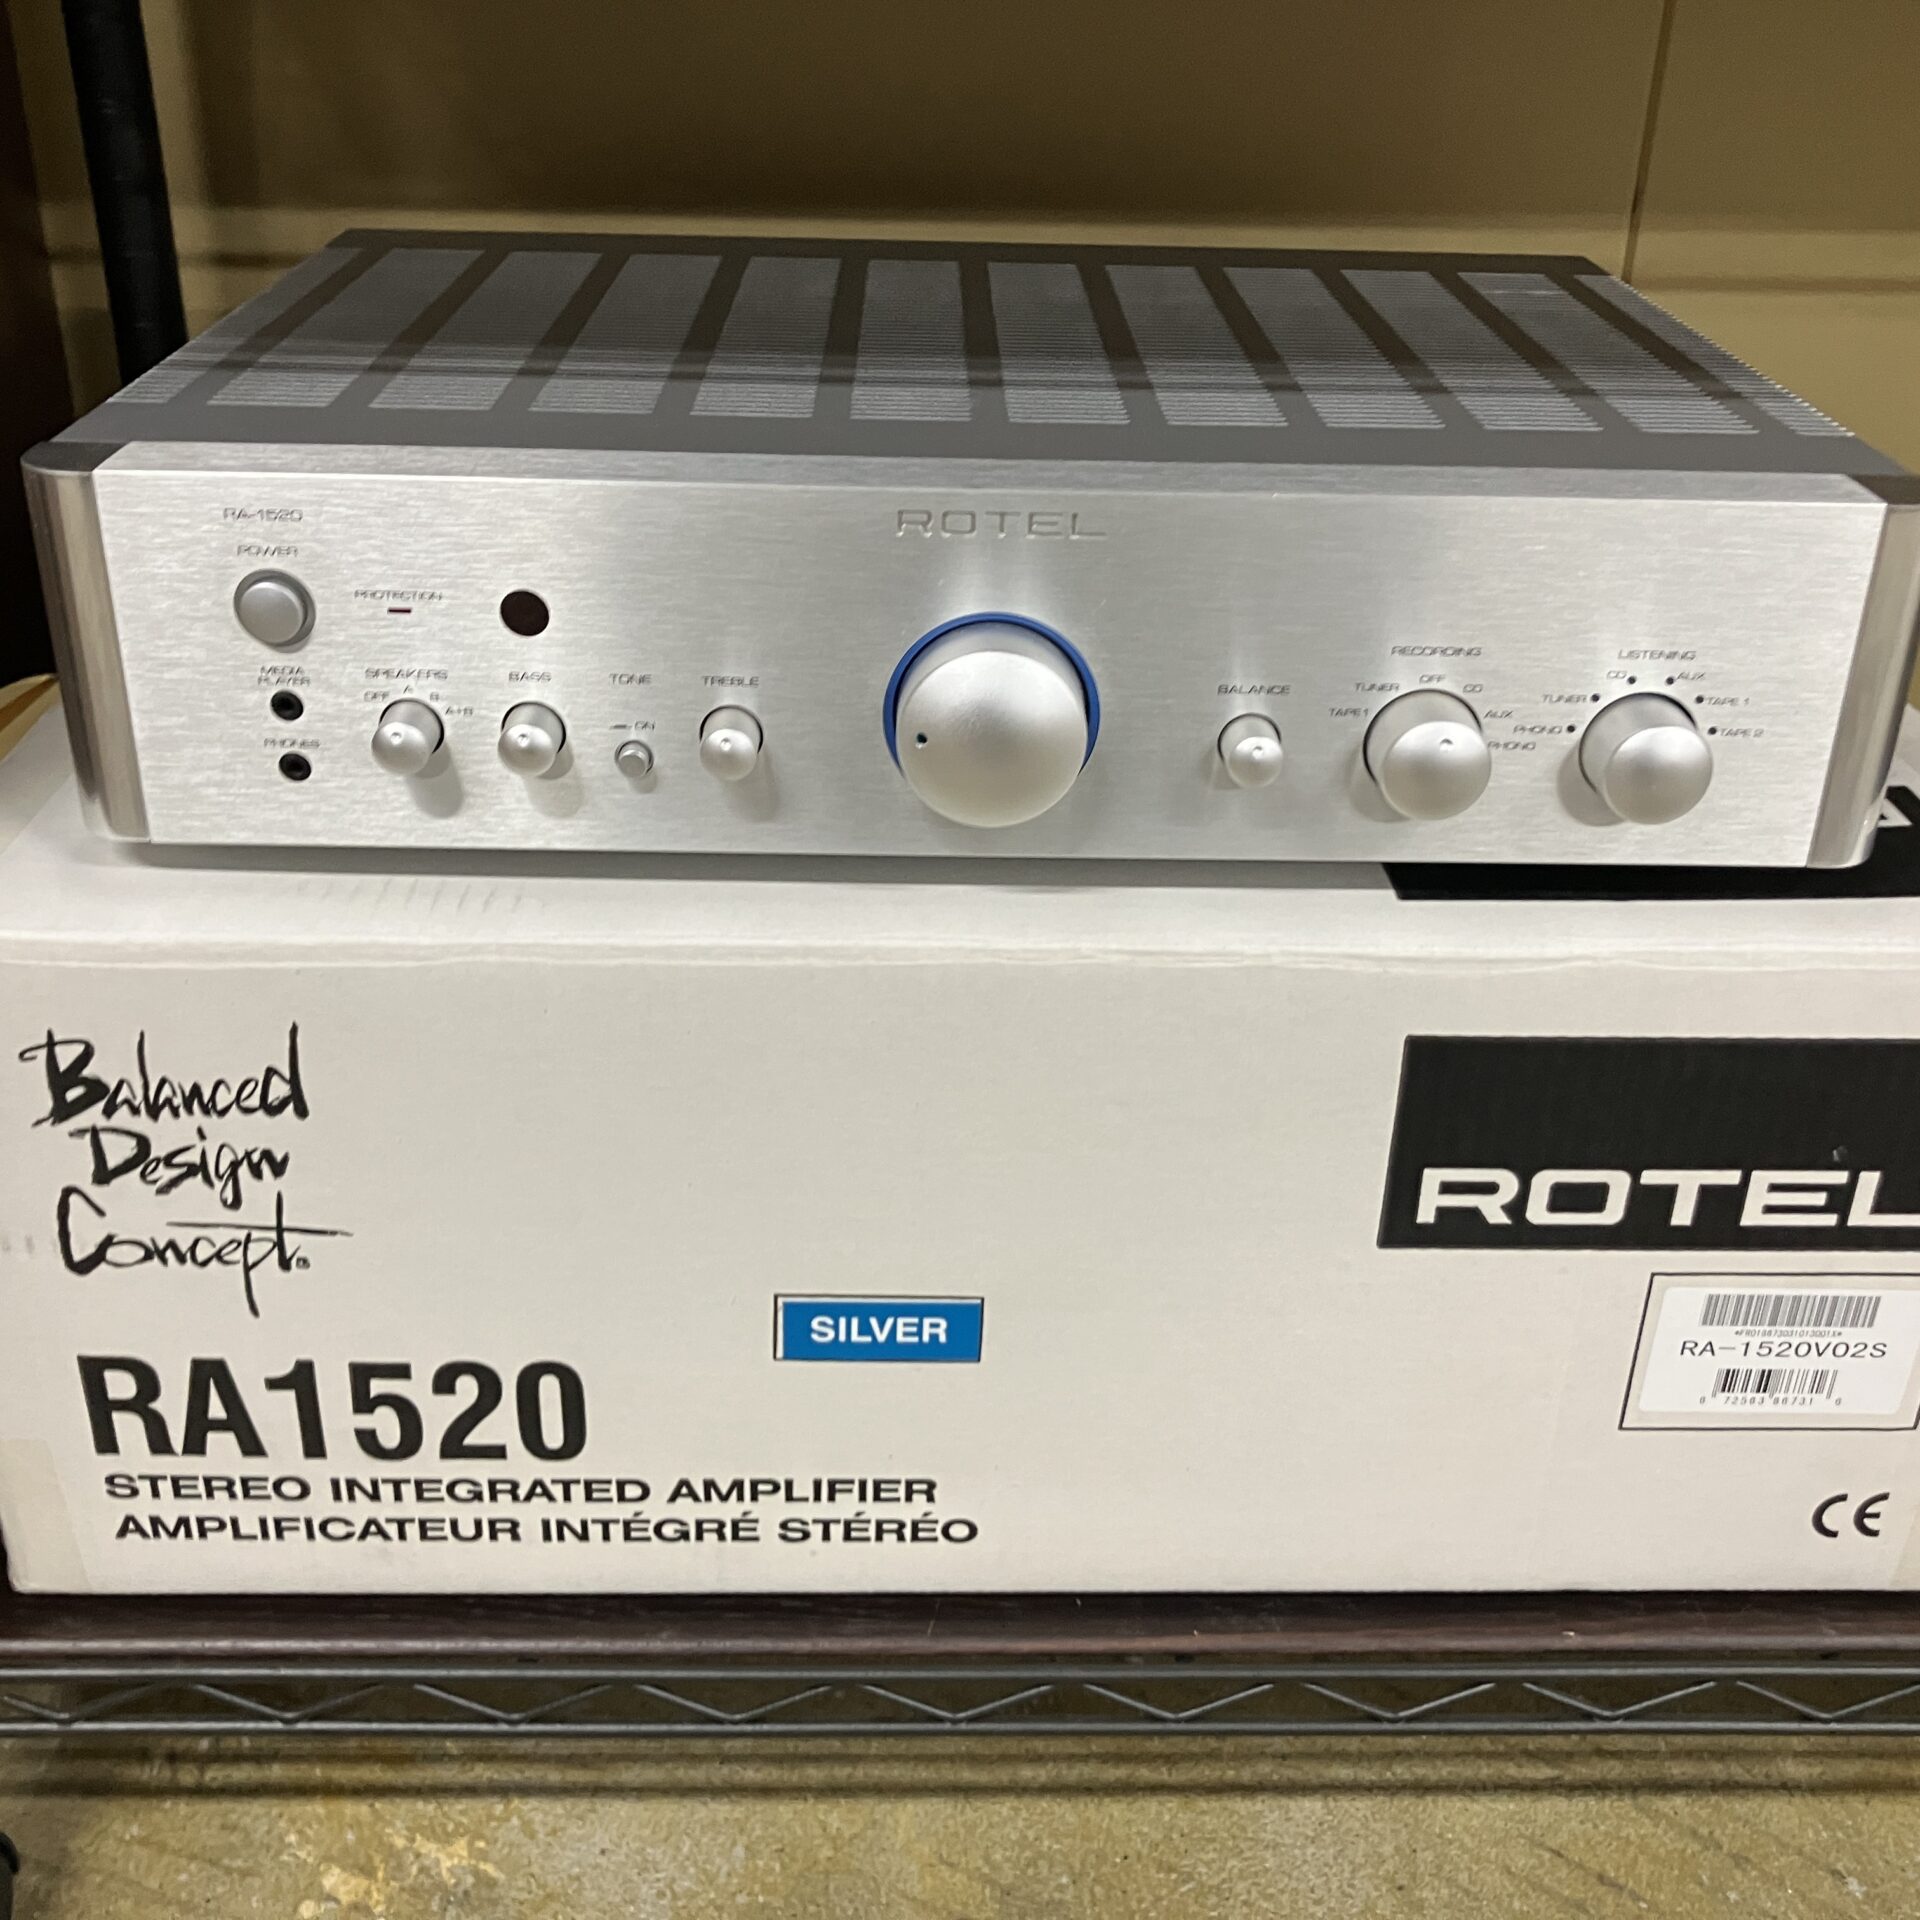 RA-1520
ROTEL
POWER
PROTECTION
MEDIA
PLAYER
PHONES
SPEAKERS
OFF A B A+B
BASS
TONE
ON
TREBLE
BALANCE
RECORDING
TAPE 1 TUNER OFF CD AUX PHONO
LISTENING
PHONO TUNER CD AUX TAPE 1 TAPE 2
Balanced
Design
Concept.
ROTEL
SILVER
RA-1520V02S
RA1520
STEREO INTEGRATED AMPLIFIER
AMPLIFICATEUR INTÉGRÉ STÉRÉO
CE